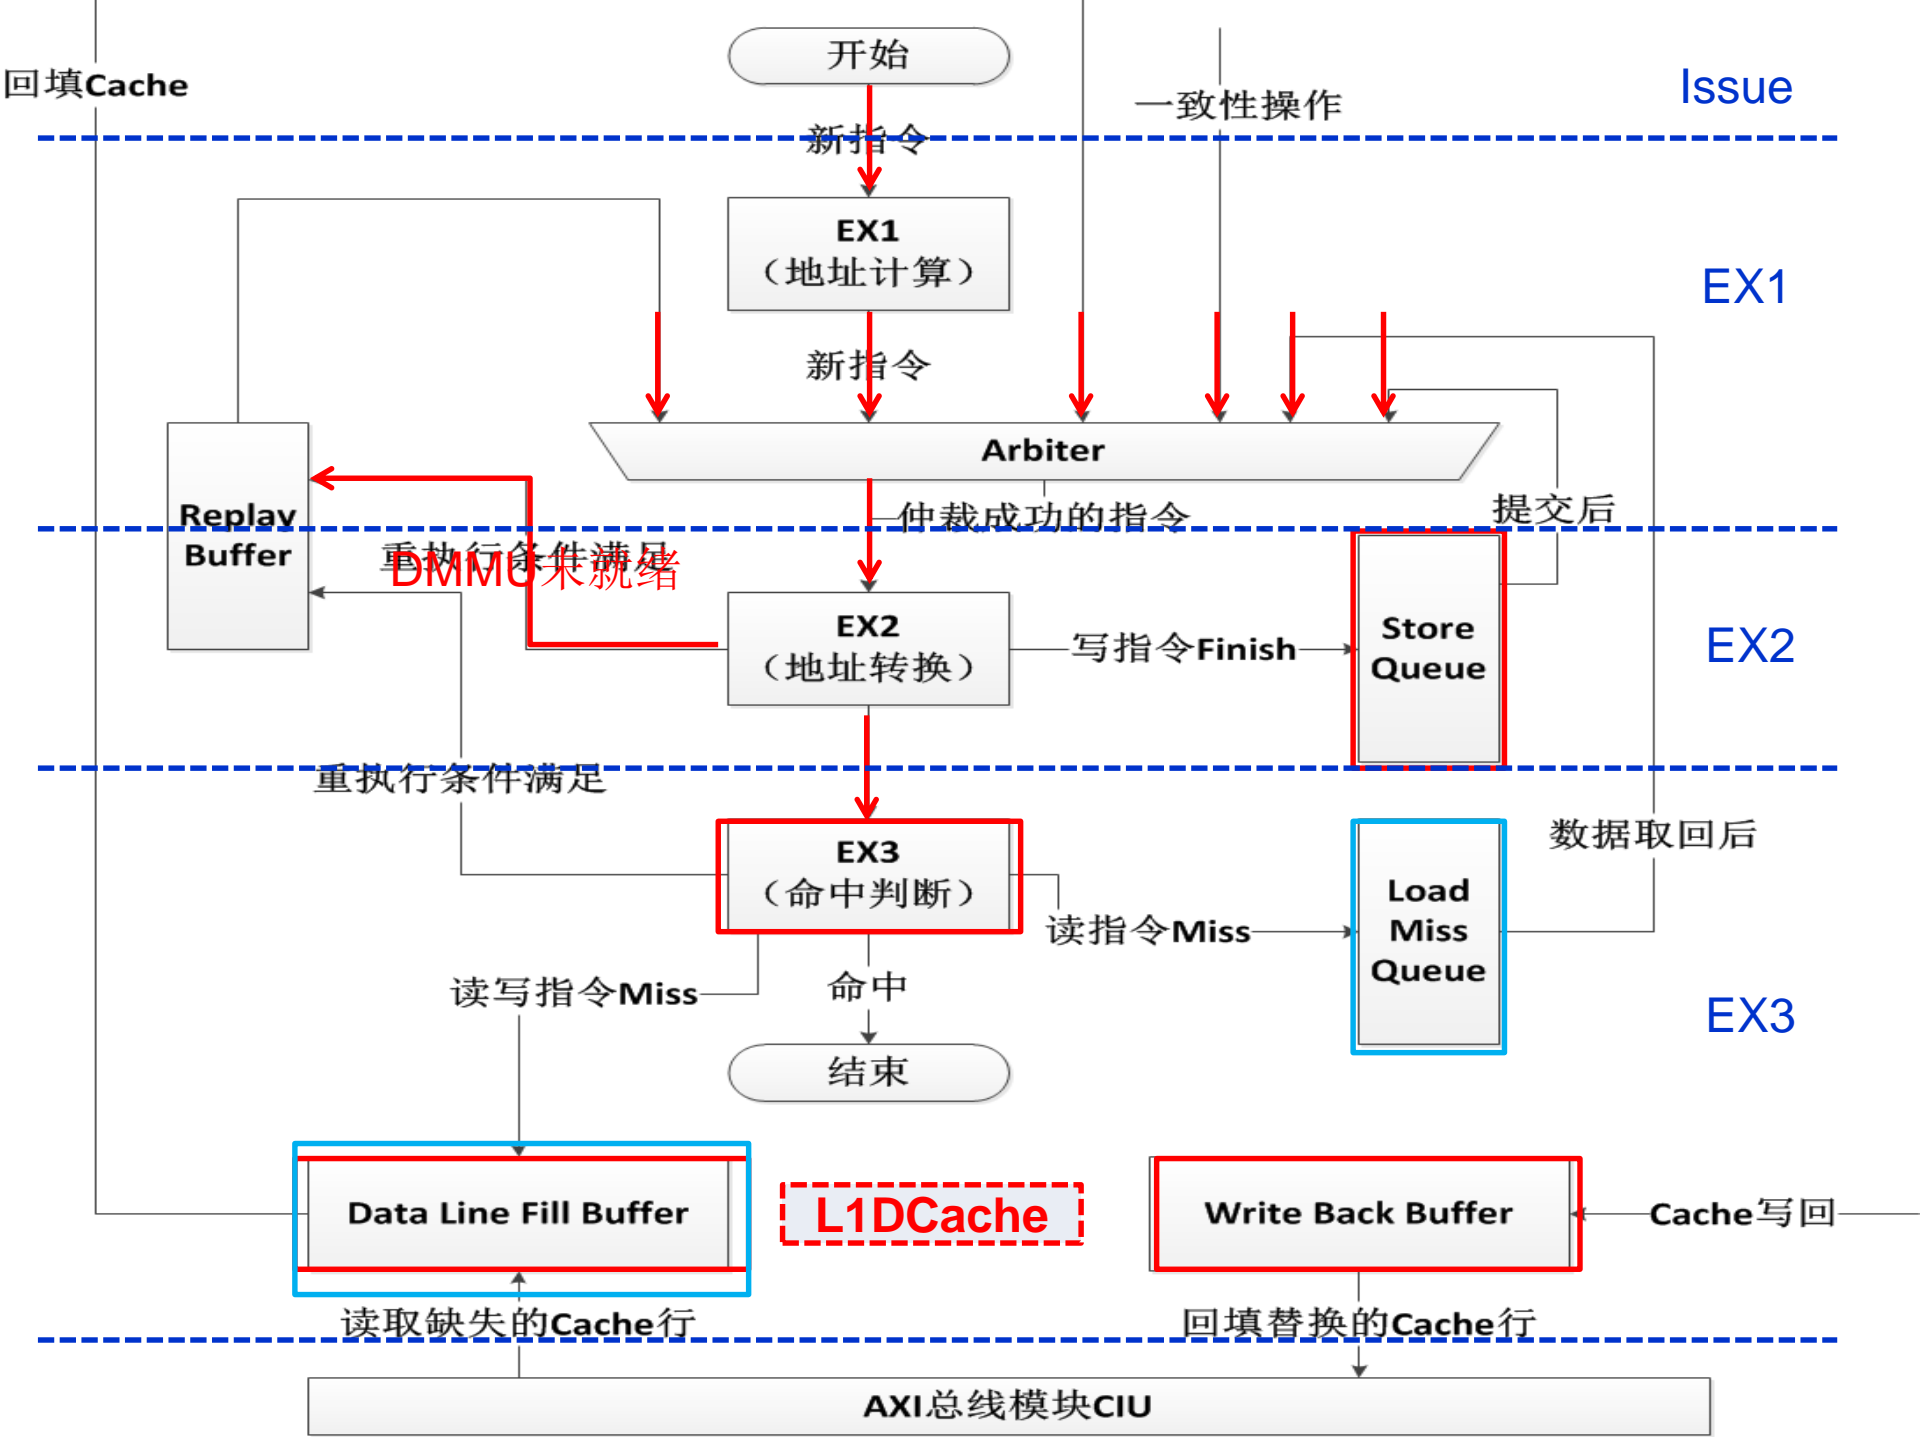 开始
回填Cache
Issue
一致性操作
新指令
EX1
（地址计算）
EX1
新指令
Arbiter
仲裁成功的指令
提交后
Replay
Buffer
重执行条件满足
DMMU未就绪
EX2
（地址转换）
写指令Finish
Store
Queue
EX2
重执行条件满足
EX3
（命中判断）
数据取回后
Load
Miss
Queue
读指令Miss
读写指令Miss
命中
EX3
结束
Data Line Fill Buffer
L1DCache
Write Back Buffer
Cache写回
读取缺失的Cache行
回填替换的Cache行
AXI总线模块CIU